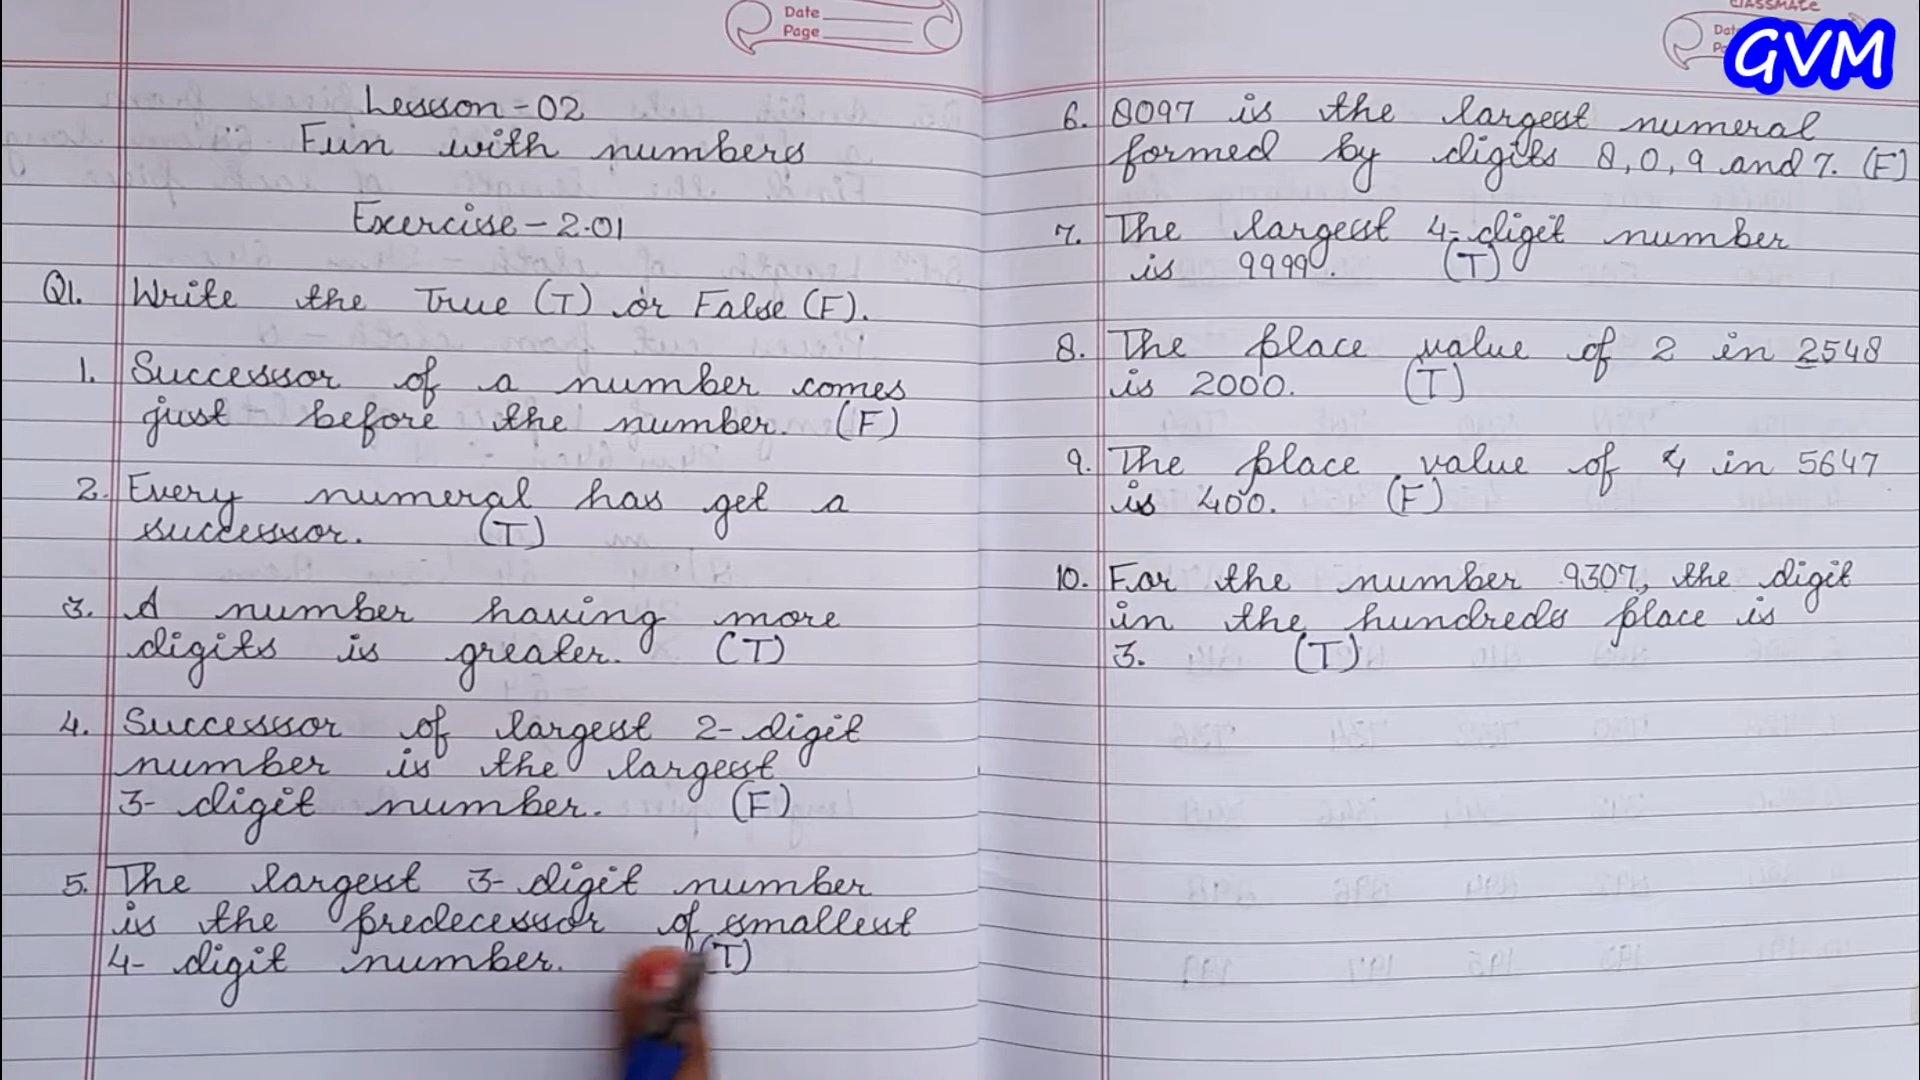 Date
Page
Lesson-02
Fun with numbers
Exercise-2.01
Q1. Write the True (T) or False (F).
1. Successor of a number comes
just before the number. (F)
2. Every numeral has get a
successor. (T)
3. A number having more
digits is greater. (T)
4. Successor of largest 2-digit
number is the largest
3-digit number. (F)
5. The largest 3-digit number
is the predecessor of smallest
4-digit number. (T)
CLASSMATE
GVM
6. 8097 is the largest numeral
formed by digits 8,0,9 and 7. (F)
7. The largest 4-digit number
is 9999. (T)
8. The place value of 2 in 2548
is 2000. (T)
9. The place value of 4 in 5647
is 400. (F)
10. For the number 9307, the digit
in the hundreds place is
3. (T)